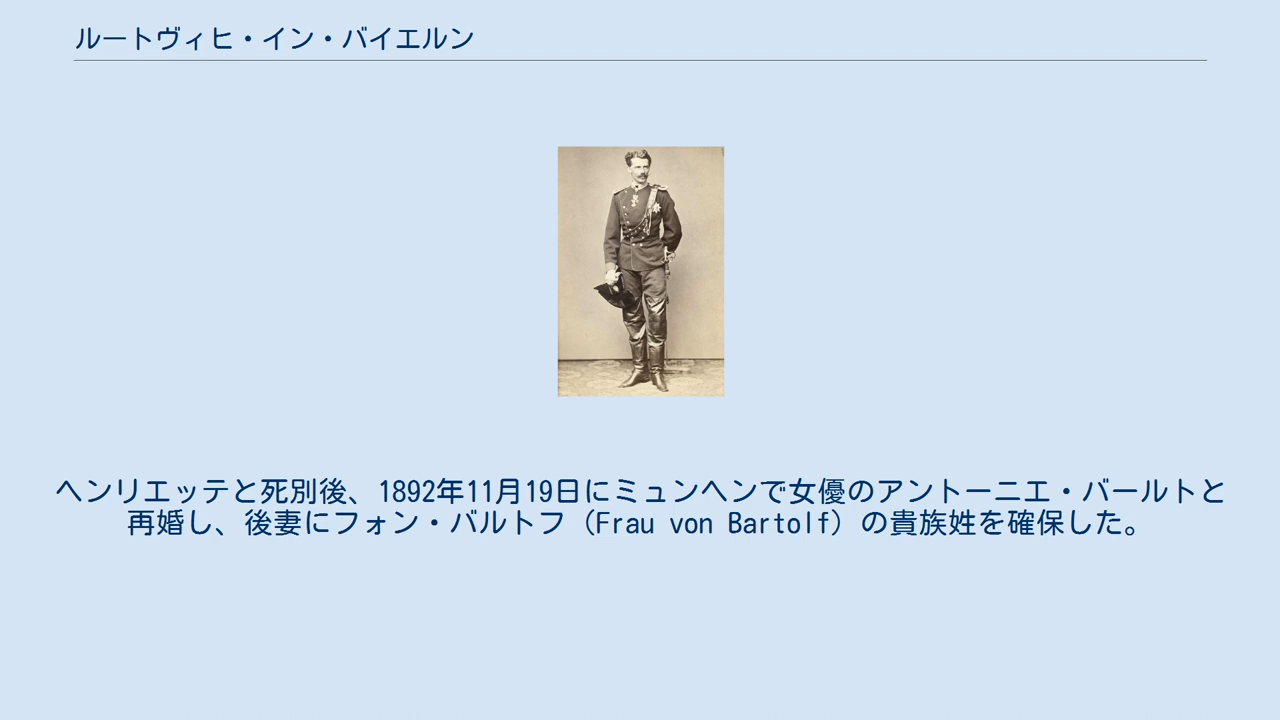 ルートヴィヒ・イン・バイエルン
ヘンリエッテと死別後、1892年11月19日にミュンヘンで女優のアントーニエ・バールトと
再婚し、後妻にフォン・バルトフ（Frau von Bartolf）の貴族姓を確保した。